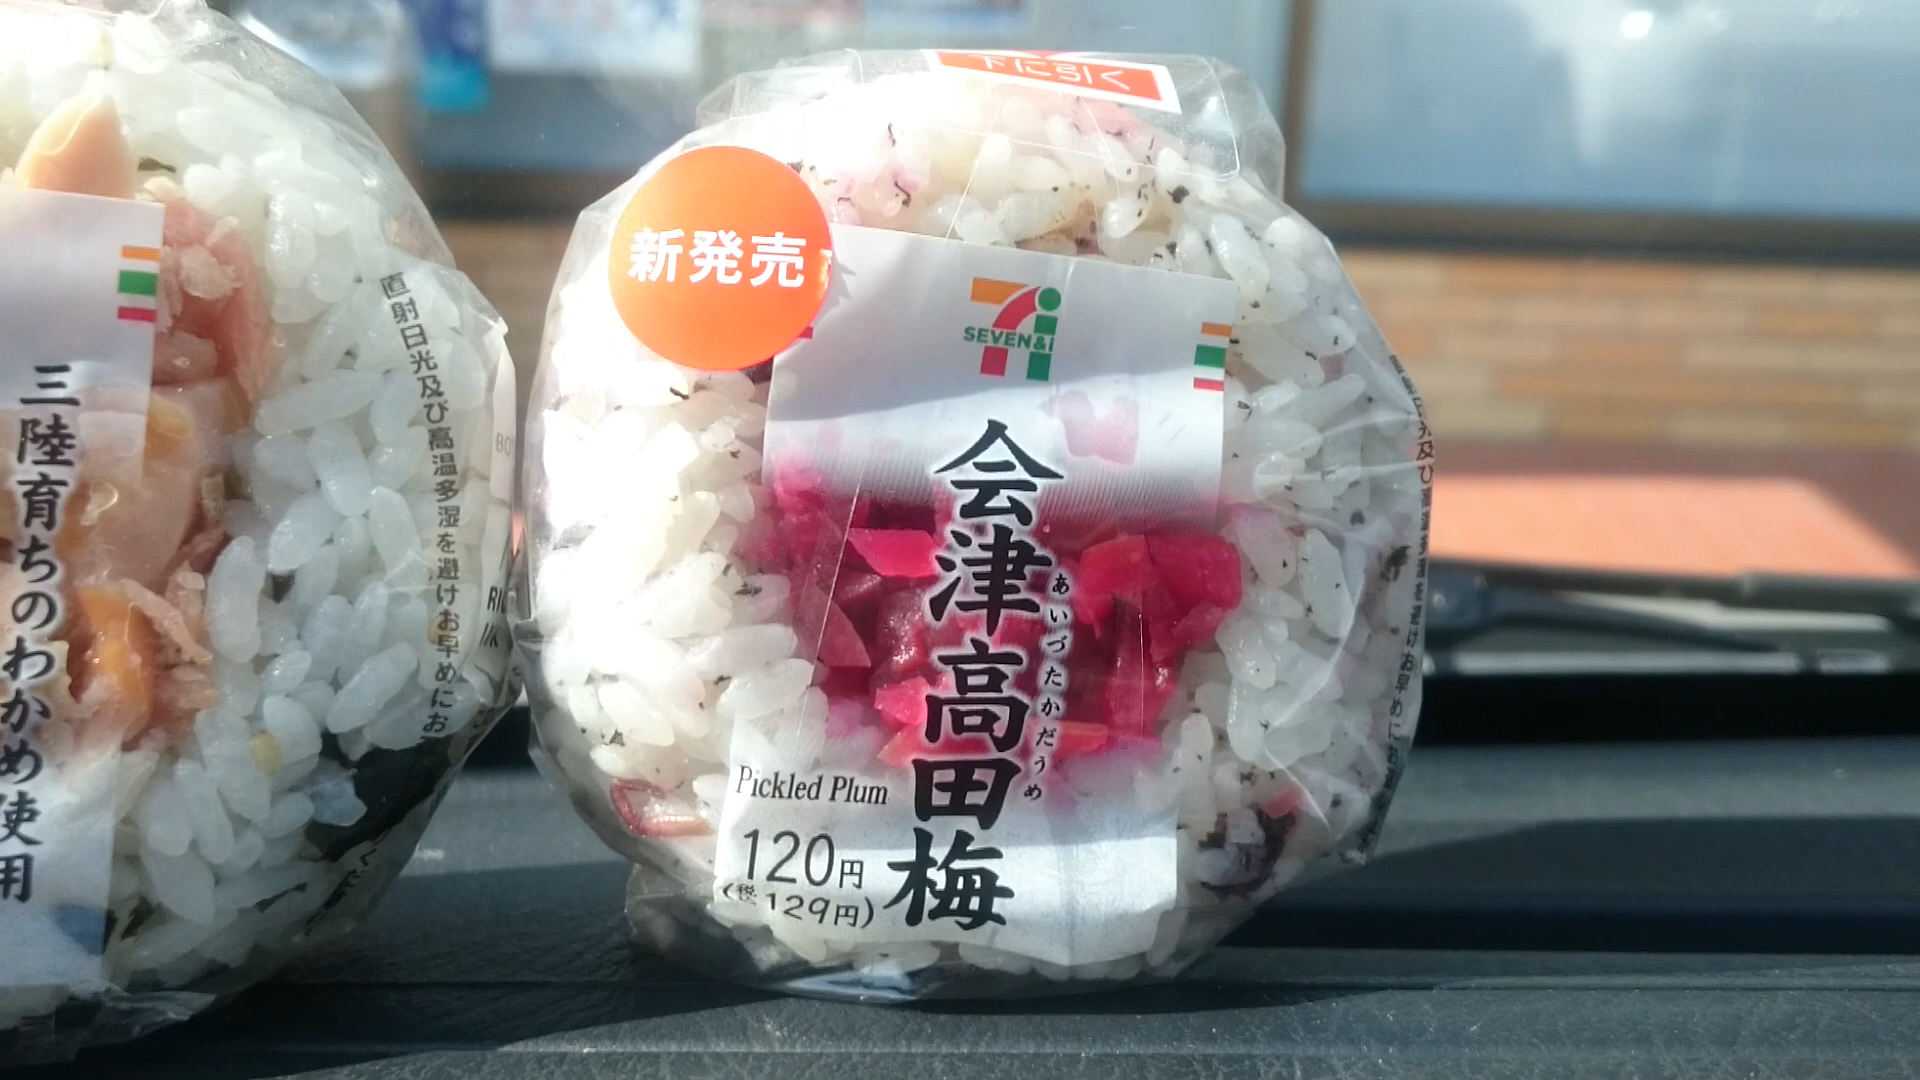 下に引く
新発売
SEVEN&i
会津高田梅
あいづたかだうめ
Pickled Plum
120円
(税 129円)
三陸育ちのわかめ使用
直射日光及び高温多湿を避けお早めにお